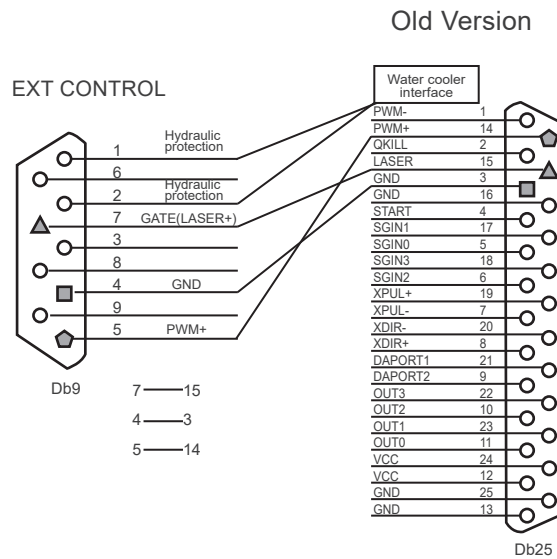 Old Version
EXT CONTROL
Water cooler
interface
1 Hydraulic
protection
6
2 Hydraulic
protection
7 GATE(LASER+)
3
8
4 GND
9
5 PWM+
Db9
7 15
4 3
5 14
PWM- 1
PWM+ 14
QKILL 2
LASER 15
GND 3
GND 16
START 4
SGIN1 17
SGIN0 5
SGIN3 18
SGIN2 6
XPUL+ 19
XPUL- 7
XDIR- 20
XDIR+ 8
DAPORT1 21
DAPORT2 9
OUT3 22
OUT2 10
OUT1 23
OUT0 11
VCC 24
VCC 12
GND 25
GND 13
Db25